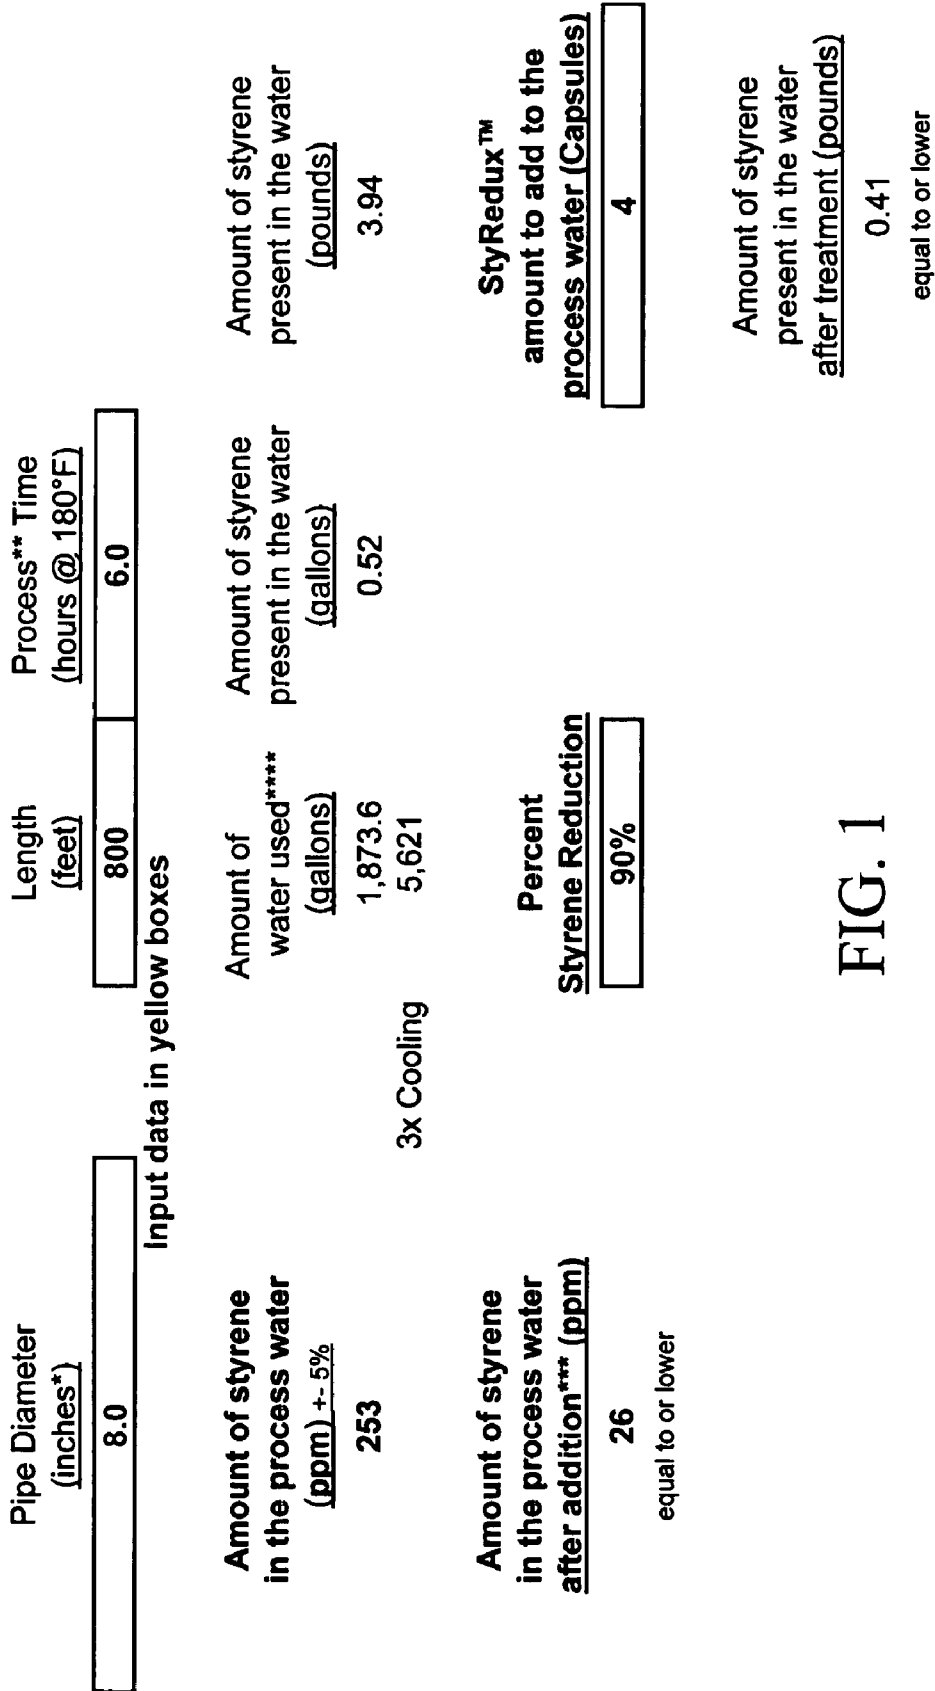 Pipe Diameter
(inches*)
8.0
Length
(feet)
800
Process** Time
(hours @ 180°F)
6.0
Input data in yellow boxes
Amount of styrene
in the process water
(ppm) +- 5%
253
Amount of
water used****
(gallons)
1,873.6
3x Cooling
5,621
Amount of styrene
present in the water
(gallons)
0.52
Amount of styrene
present in the water
(pounds)
3.94
Amount of styrene
in the process water
after addition*** (ppm)
26
equal to or lower
Percent
Styrene Reduction
90%
StyRedux™
amount to add to the
process water (Capsules)
4
Amount of styrene
present in the water
after treatment (pounds)
0.41
equal to or lower
FIG. 1